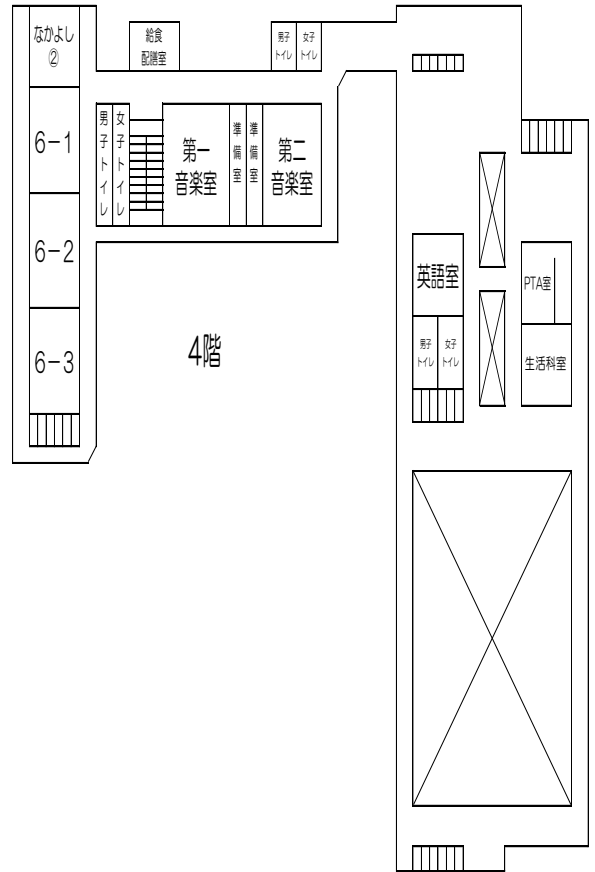 なかよし
②
給食
配膳室
男子
トイレ
女子
トイレ
6-1
男子トイレ
女子トイレ
第一
音楽室
準備室
準備室
第二
音楽室
6-2
英語室
PTA室
4階
男子
トイレ
女子
トイレ
6-3
生活科室